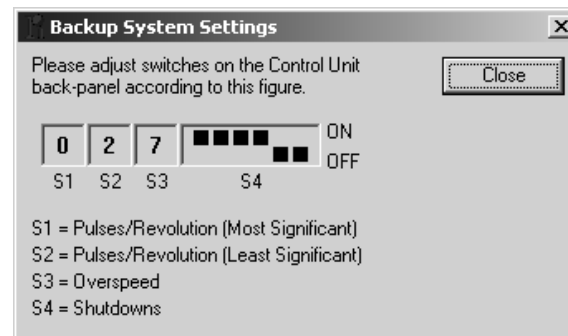 Backup System Settings
Please adjust switches on the Control Unit
back-panel according to this figure.
Close
0 2 7 ON
OFF
S1 S2 S3 S4
S1 = Pulses/Revolution (Most Significant)
S2 = Pulses/Revolution (Least Significant)
S3 = Overspeed
S4 = Shutdowns